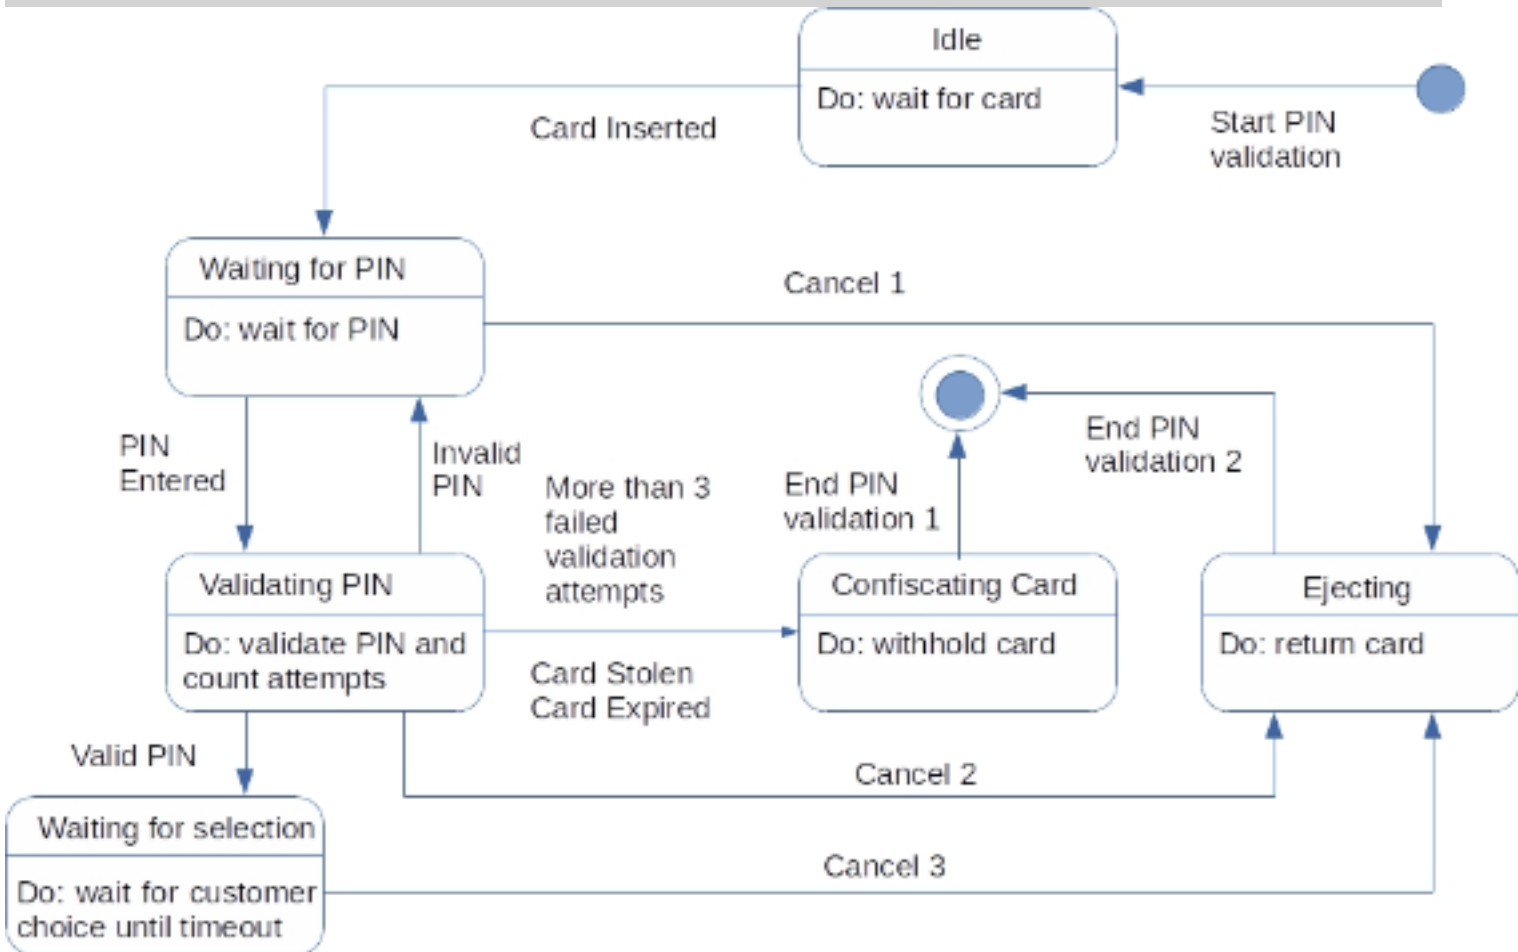 Idle
Do: wait for card
Card Inserted
Start PIN
validation
Waiting for PIN
Do: wait for PIN
Cancel 1
PIN
Entered
Invalid
PIN
More than 3
failed
validation
attempts
End PIN
validation 1
End PIN
validation 2
Validating PIN
Do: validate PIN and
count attempts
Card Stolen
Card Expired
Confiscating Card
Do: withhold card
Ejecting
Do: return card
Valid PIN
Cancel 2
Waiting for selection
Do: wait for customer
choice until timeout
Cancel 3